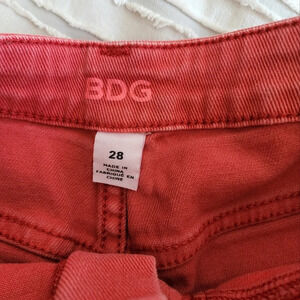 BDG
28
MADE IN
CHINA
FABRIQUÉ EN
CHINE